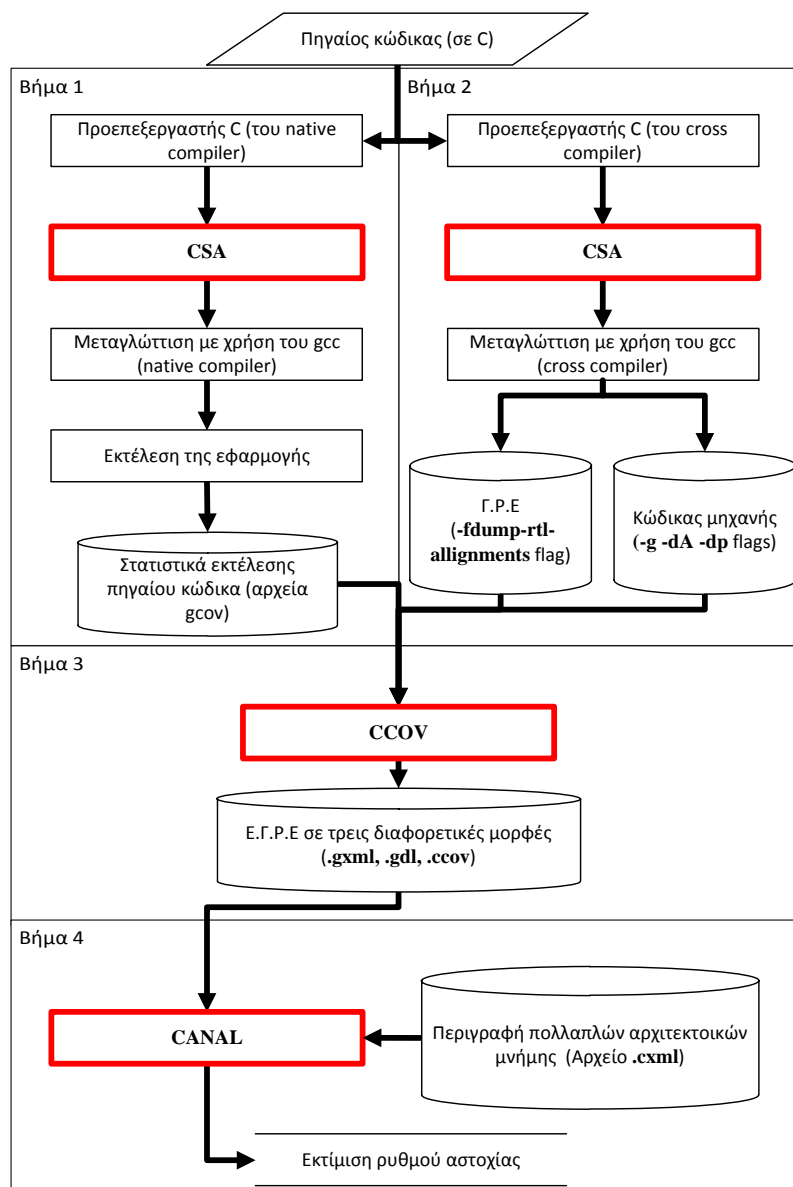 Πηγαίος κώδικας (σε C)
Βήμα 1
Βήμα 2
Προεπεξεργαστής C (του native
compiler)
Προεπεξεργαστής C (του cross
compiler)
CSA
CSA
Μεταγλώττιση με χρήση του gcc
(native compiler)
Μεταγλώττιση με χρήση του gcc
(cross compiler)
Εκτέλεση της εφαρμογής
Γ.Ρ.Ε
(-fdump-rtl-
allignments flag)
Κώδικας μηχανής
(-g -dA -dp flags)
Στατιστικά εκτέλεσης
πηγαίου κώδικα (αρχεία
gcov)
Βήμα 3
CCOV
Ε.Γ.Ρ.Ε σε τρεις διαφορετικές μορφές
(.gxml, .gdl, .ccov)
Βήμα 4
CANAL
Περιγραφή πολλαπλών αρχιτεκτοικών
μνήμης (Αρχείο .cxml)
Εκτίμιση ρυθμού αστοχίας